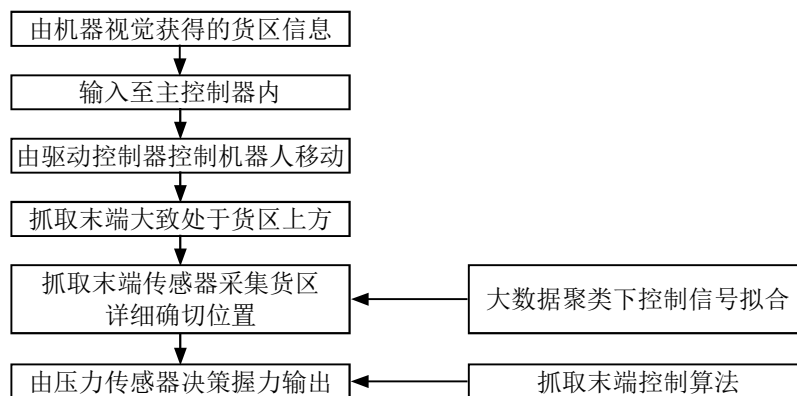 由机器视觉获得的货区信息
输入至主控制器内
由驱动控制器控制机器人移动
抓取末端大致处于货区上方
抓取末端传感器采集货区
详细确切位置
大数据聚类下控制信号拟合
由压力传感器决策握力输出
抓取末端控制算法